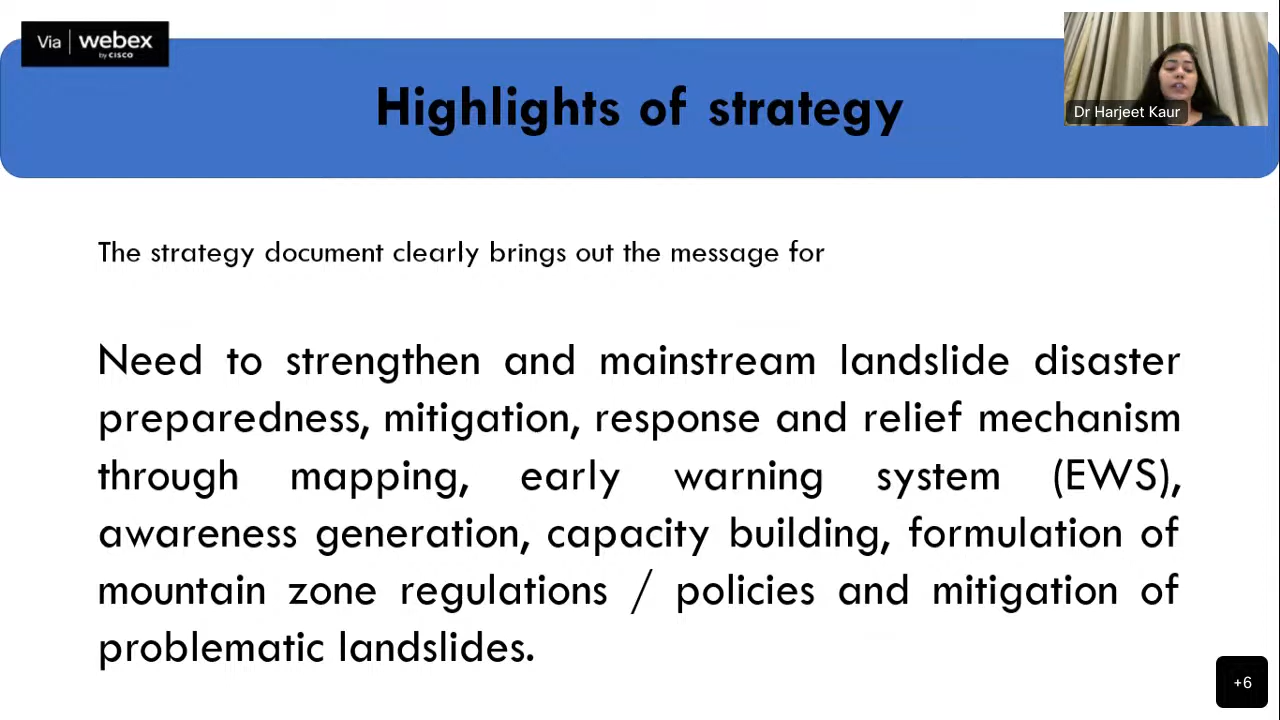 Via | webex
by CISCO
Highlights of strategy
Dr Harjeet Kaur
The strategy document clearly brings out the message for
Need to strengthen and mainstream landslide disaster
preparedness, mitigation, response and relief mechanism
through mapping, early warning system (EWS),
awareness generation, capacity building, formulation of
mountain zone regulations / policies and mitigation of
problematic landslides.
+6